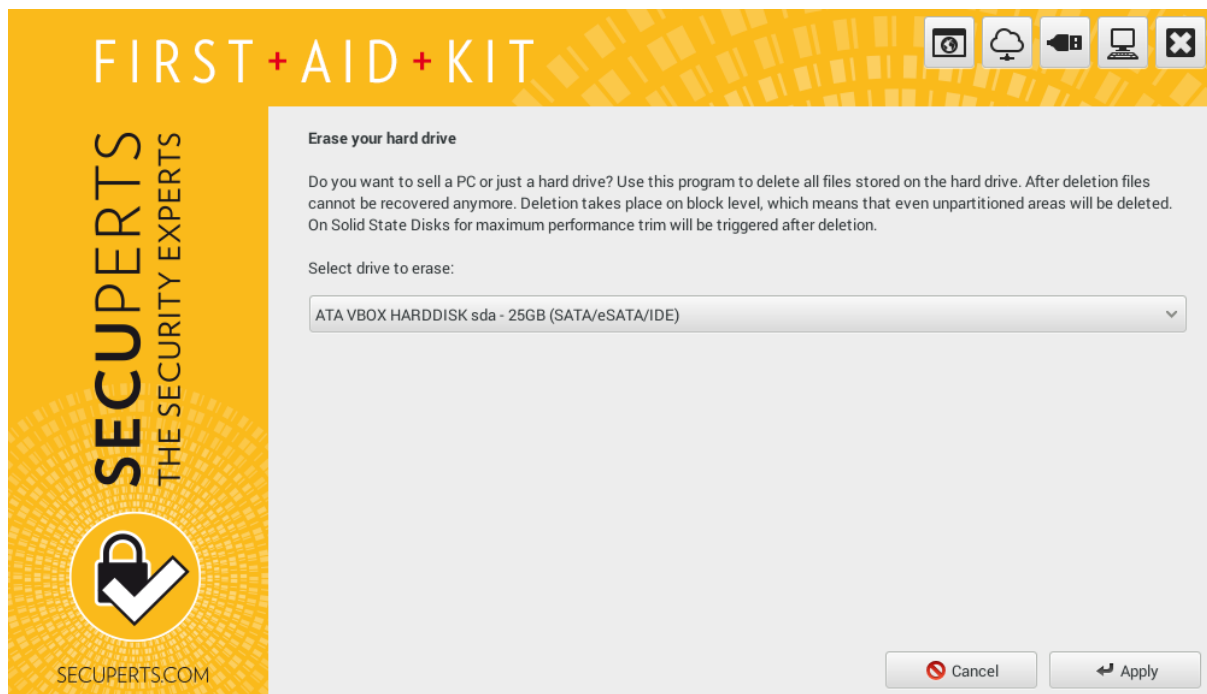 FIRST+AID+KIT
SECUPERTS
THE SECURITY EXPERTS
SECUPERTS.COM
Erase your hard drive
Do you want to sell a PC or just a hard drive? Use this program to delete all files stored on the hard drive. After deletion files
cannot be recovered anymore. Deletion takes place on block level, which means that even unpartitioned areas will be deleted.
On Solid State Disks for maximum performance trim will be triggered after deletion.
Select drive to erase:
ATA VBOX HARDDISK sda - 25GB (SATA/eSATA/IDE)
Cancel
Apply